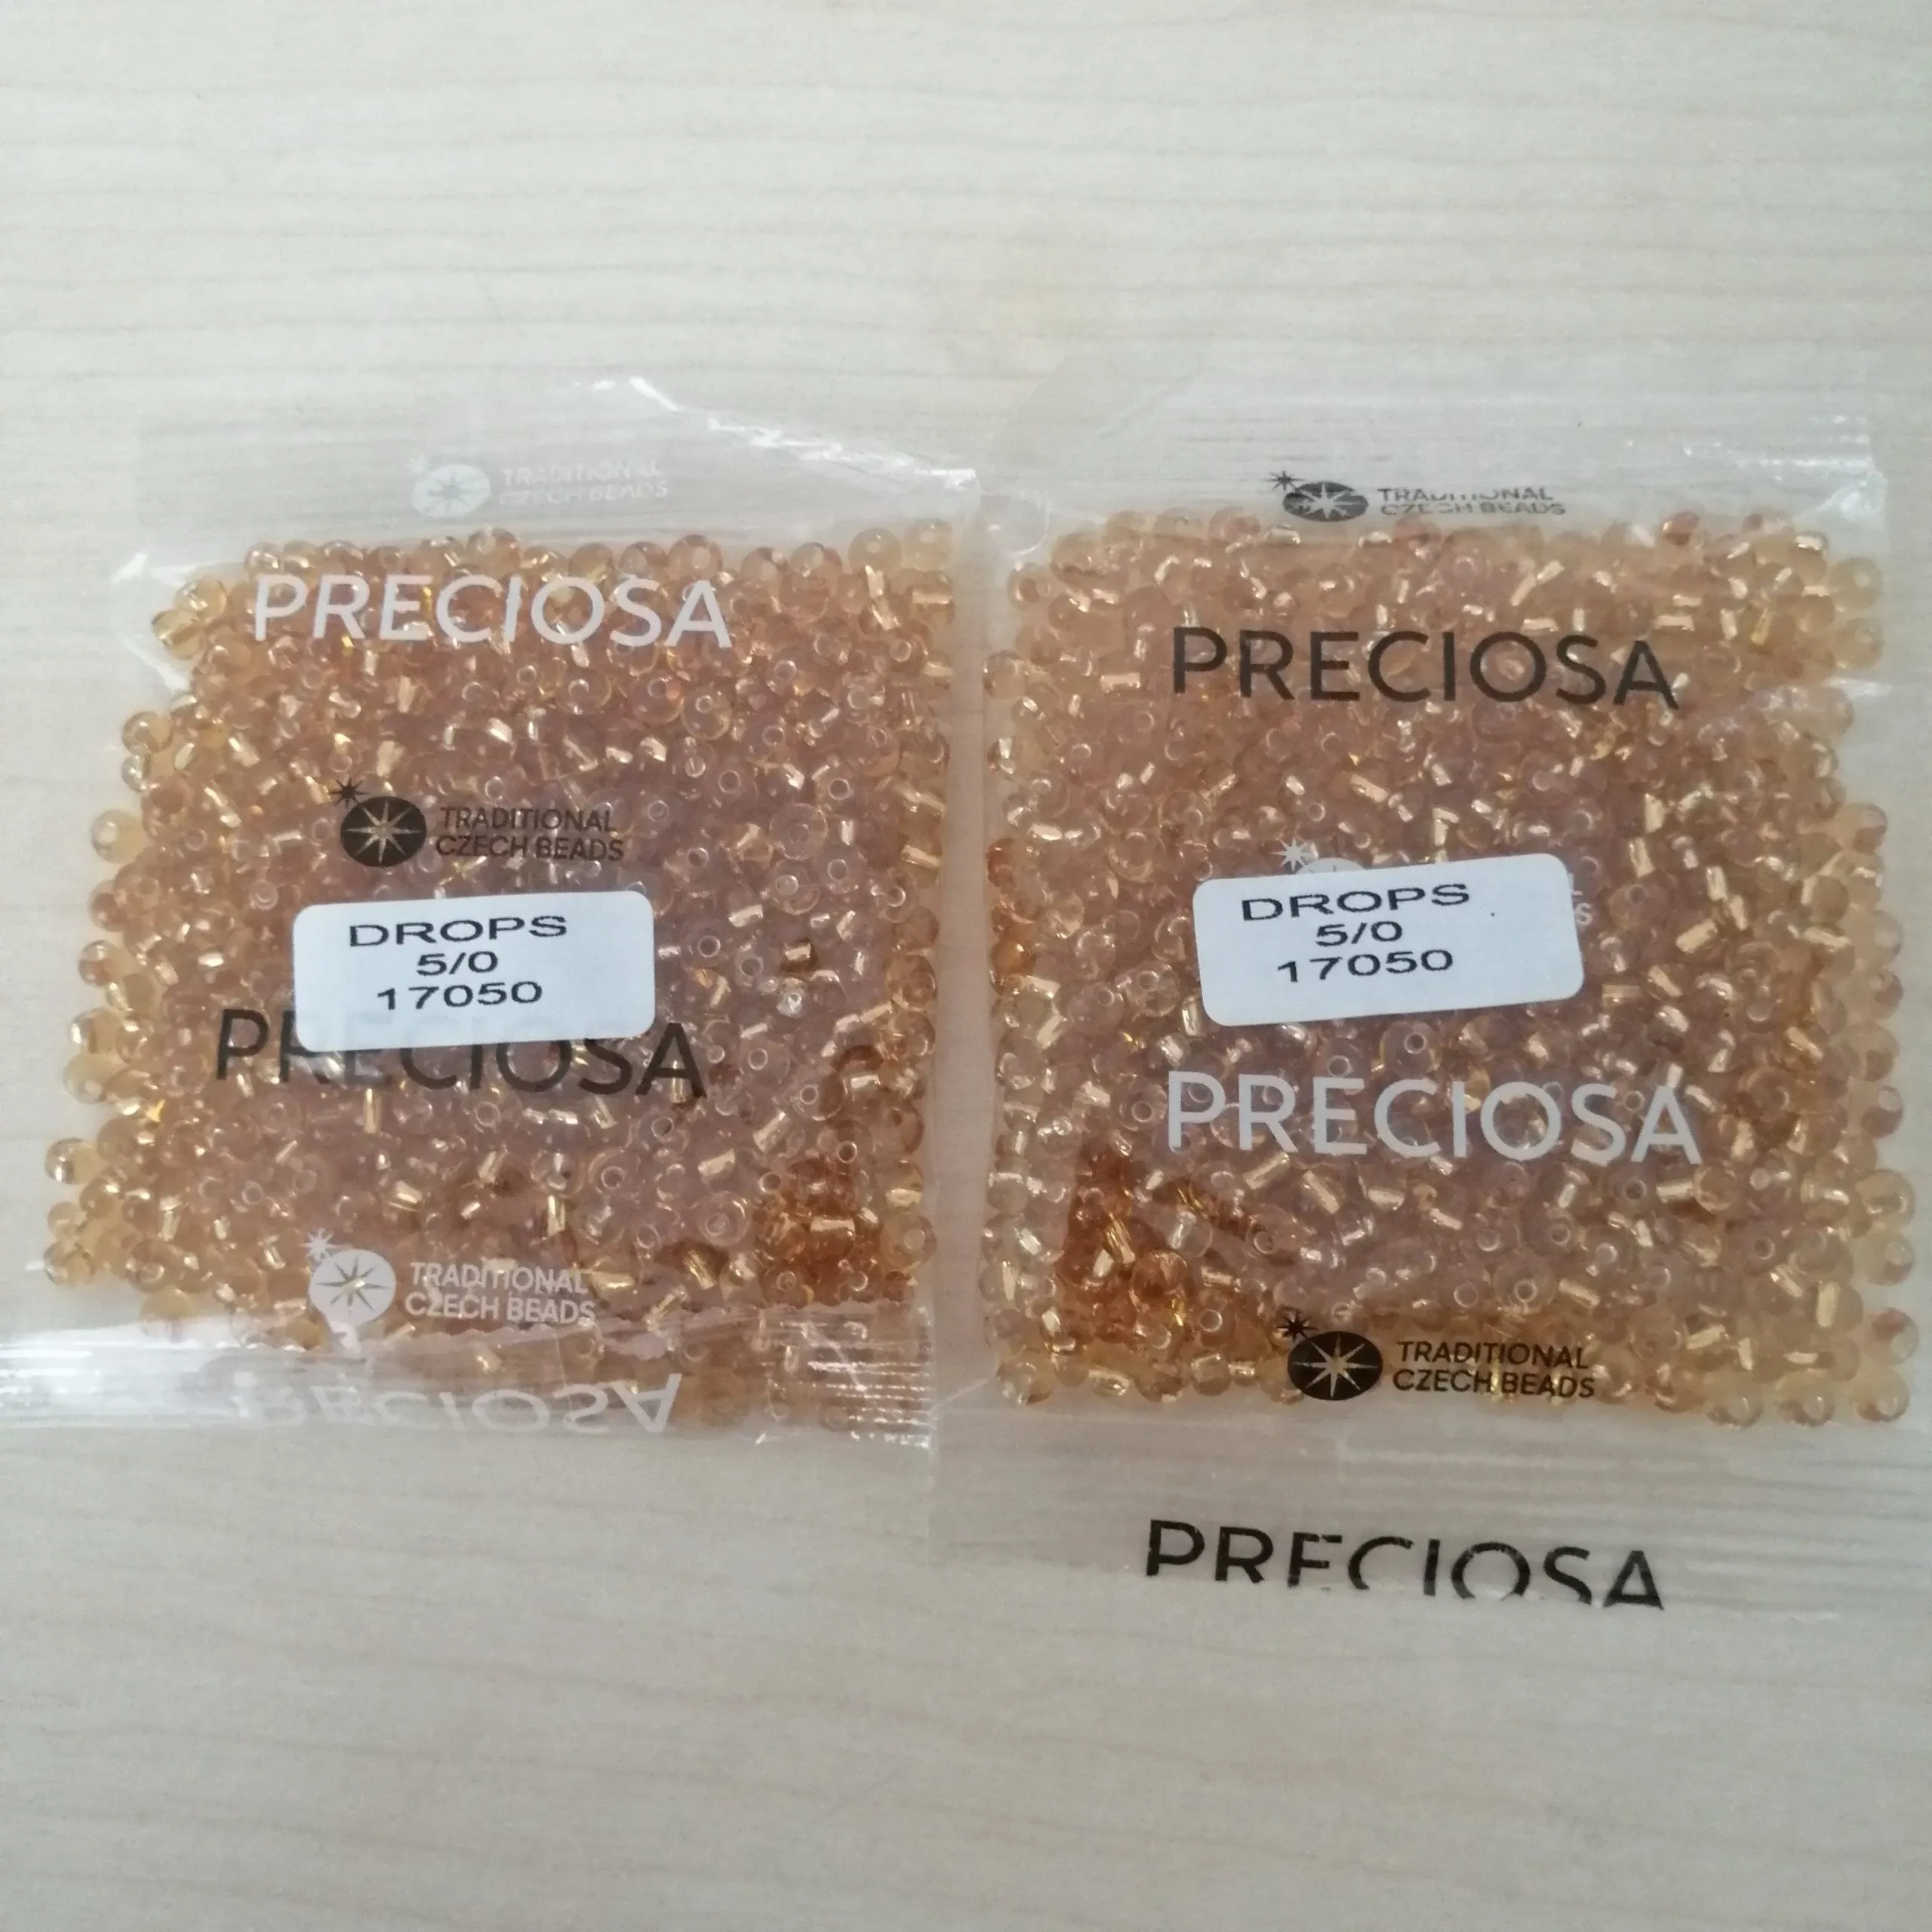 TRADITIONAL
CZECH BEADS
PRECIOSA
TRADITIONAL
CZECH BEADS
DROPS
5/0
17050
PRECIOSA
TRADITIONAL
CZECH BEADS
PRECIOSA
TRADITIONAL
CZECH BEADS
PRECIOSA
L
S
DROPS
5/0
17050
PRECIOSA
TRADITIONAL
CZECH BEADS
PRECIOSA